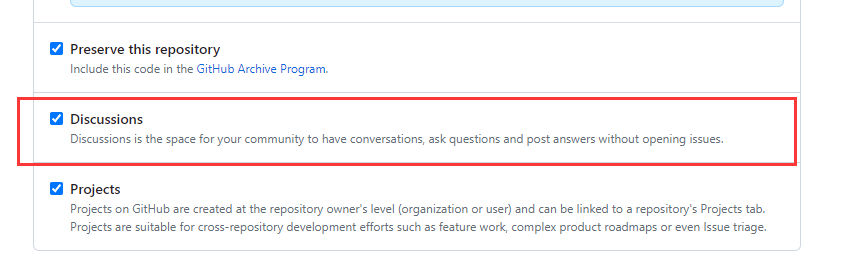 Preserve this repository
Include this code in the GitHub Archive Program.
Discussions
Discussions is the space for your community to have conversations, ask questions and post answers without opening issues.
Projects
Projects on GitHub are created at the repository owner's level (organization or user) and can be linked to a repository's Projects tab.
Projects are suitable for cross-repository development efforts such as feature work, complex product roadmaps or even Issue triage.